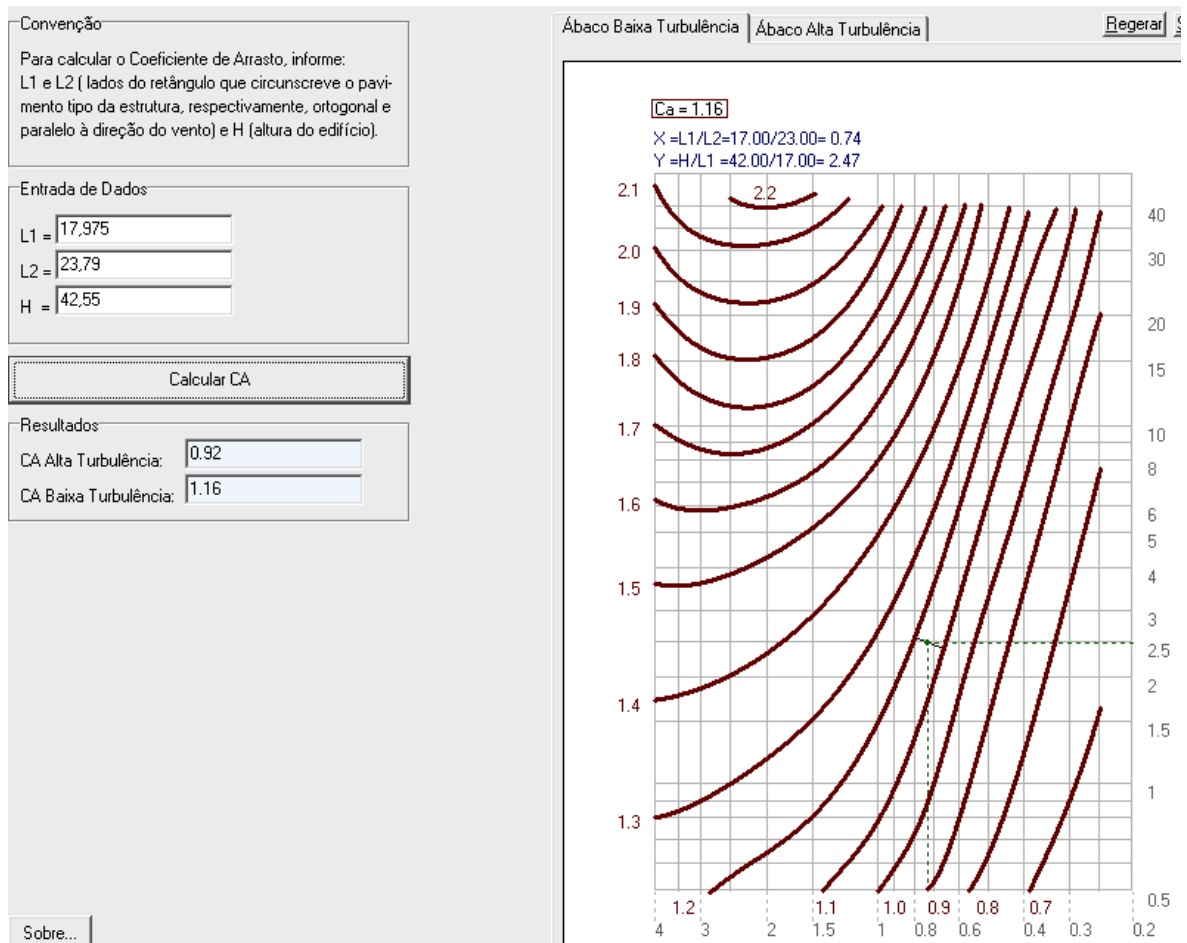 Convenção
Para calcular o Coeficiente de Arrasto, informe:
L1 e L2 ( lados do retângulo que circunscreve o pavi-
mento tipo da estrutura, respectivamente, ortogonal e
paralelo à direção do vento) e H (altura do edifício).
Entrada de Dados
L1 = 17,975
L2 = 23,79
H = 42,55
Calcular CA
Resultados
CA Alta Turbulência: 0.92
CA Baixa Turbulência: 1.16
Sobre...
Ábaco Baixa Turbulência
Ábaco Alta Turbulência
Regerar
Ca = 1.16
X =L1/L2=17.00/23.00= 0.74
Y =H/L1 =42.00/17.00= 2.47
2.1
2.2
2.0
1.9
1.8
1.7
1.6
1.5
1.4
1.3
40
30
20
15
10
8
6
5
4
3
2.5
2
1.5
1
0.5
1.2 1.1 1.0 0.9 0.8 0.7
4 3 2 1.5 1 0.8 0.6 0.4 0.3 0.2